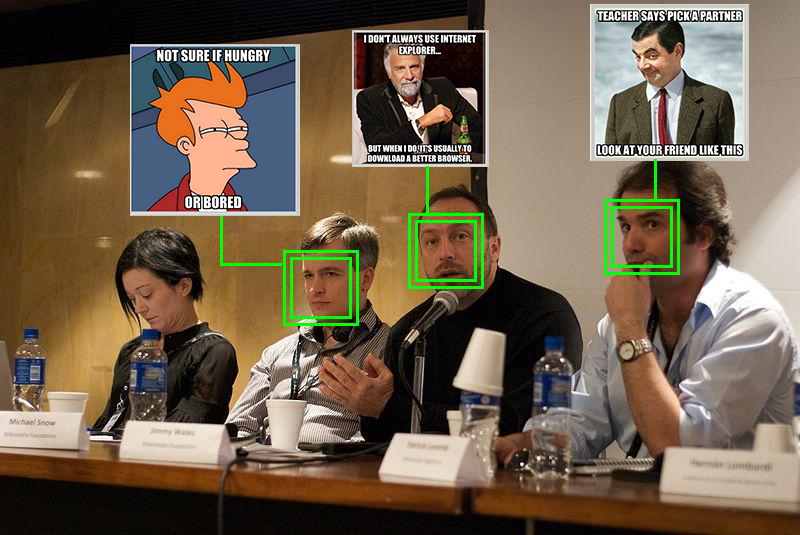 NOT SURE IF HUNGRY
OR BORED
I DON'T ALWAYS USE INTERNET
EXPLORER...
BUT WHEN I DO, IT'S USUALLY TO
DOWNLOAD A BETTER BROWSER.
TEACHER SAYS PICK A PARTNER
LOOK AT YOUR FRIEND LIKE THIS
Michael Snow
Wikimedia Foundation
Jimmy Wales
Wikimedia Foundation
Patricio Lorente
Wikimedia Argentina
Hernán Lombardi